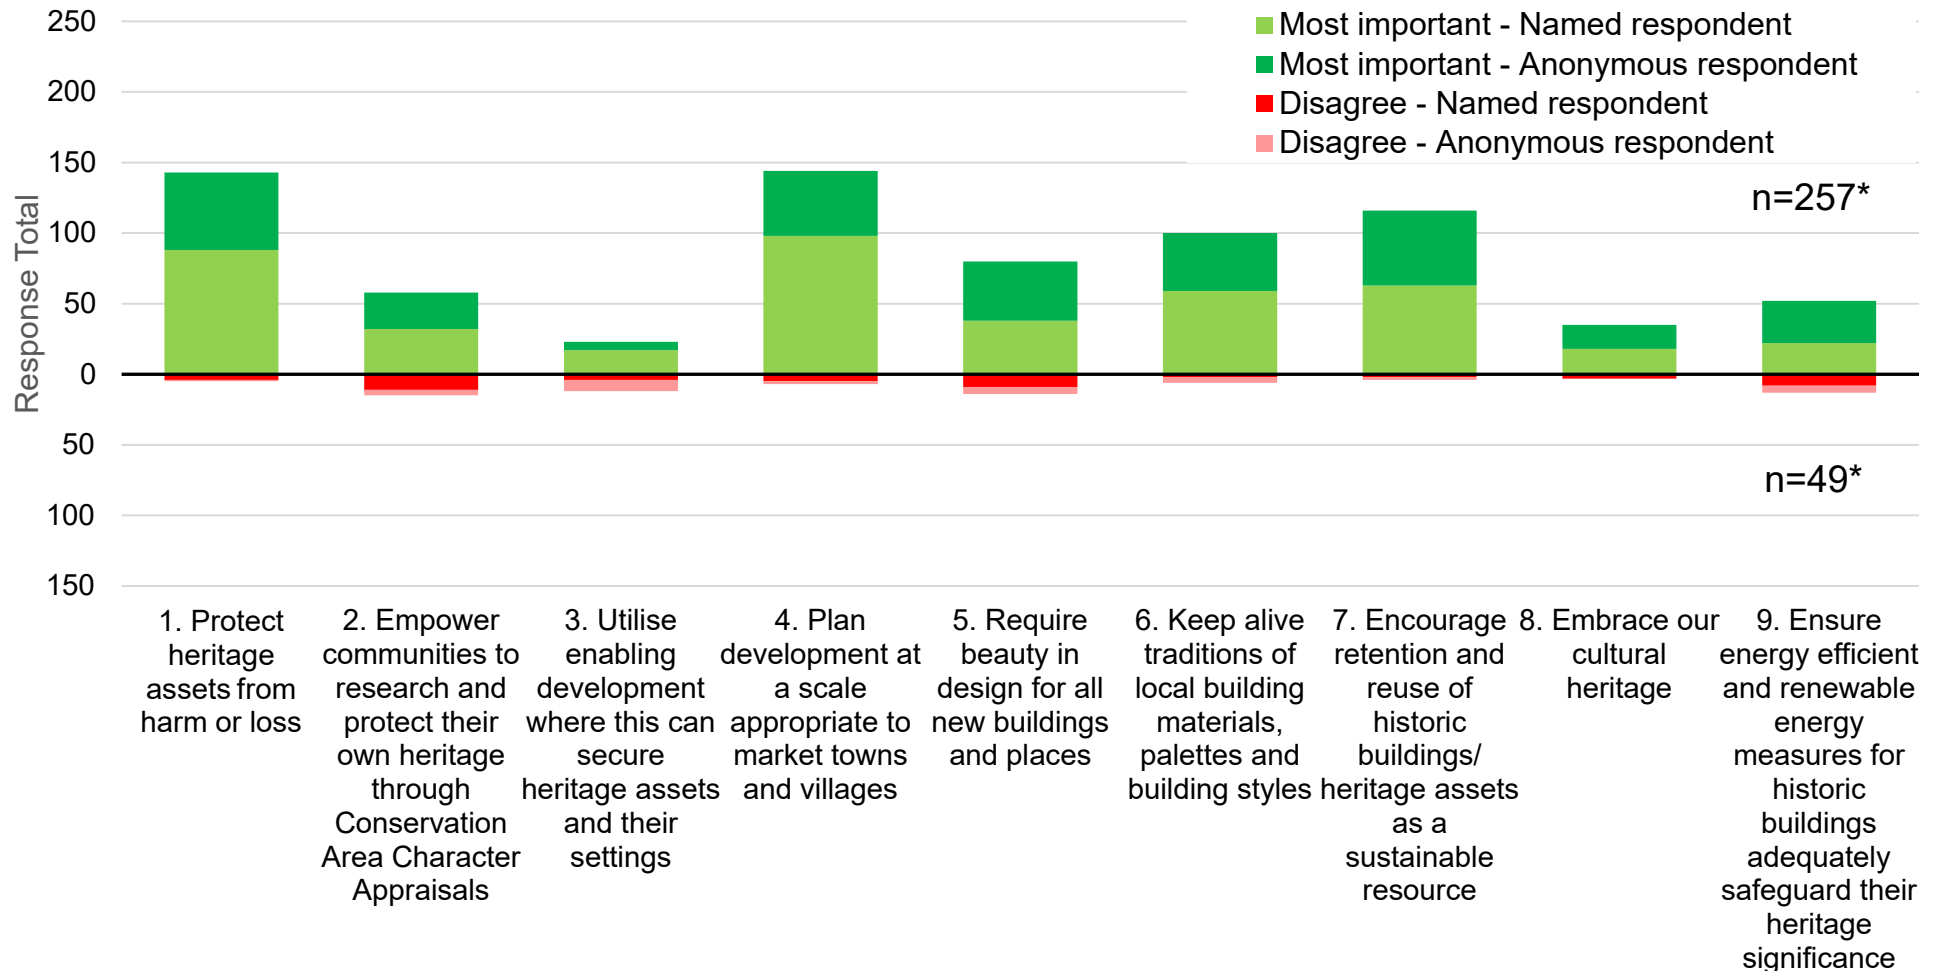 250
200
150
100
50
0
50
100
150
Response Total
Most important - Named respondent
Most important - Anonymous respondent
Disagree - Named respondent
Disagree - Anonymous respondent
n=257*
n=49*
1. Protect
heritage
assets from
harm or loss
2. Empower
communities to
research and
protect their
own heritage
through
Conservation
Area Character
Appraisals
3. Utilise
enabling
development
where this can
secure
heritage assets
and their
settings
4. Plan
development at
a scale
appropriate to
market towns
and villages
5. Require
beauty in
design for all
new buildings
and places
6. Keep alive
traditions of
local building
materials,
palettes and
building styles
7. Encourage
retention and
reuse of
historic
buildings/
heritage assets
as a
sustainable
resource
8. Embrace our
cultural
heritage
9. Ensure
energy efficient
and renewable
energy
measures for
historic
buildings
adequately
safeguard their
heritage
significance